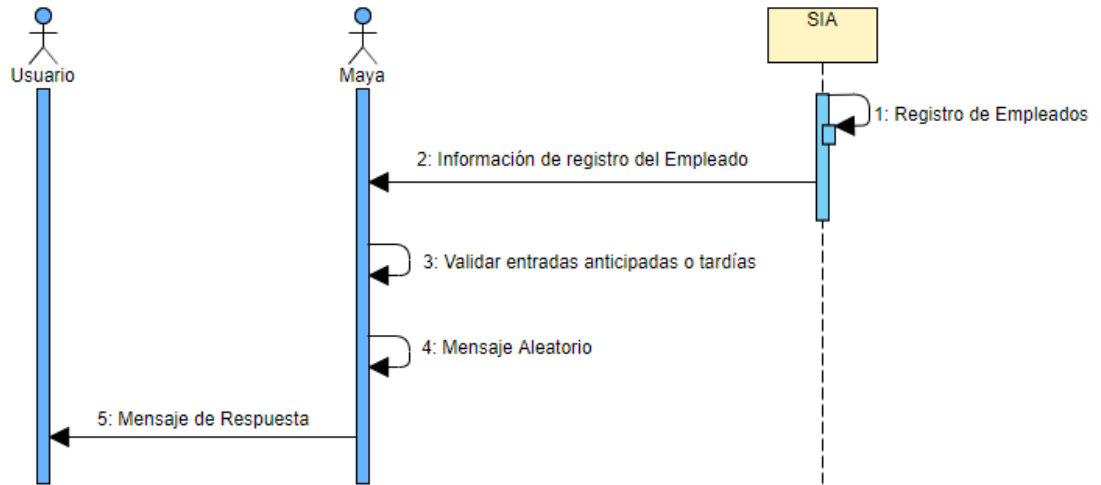 SIA
Usuario
Maya
1: Registro de Empleados
2: Información de registro del Empleado
3: Validar entradas anticipadas o tardías
4: Mensaje Aleatorio
5: Mensaje de Respuesta